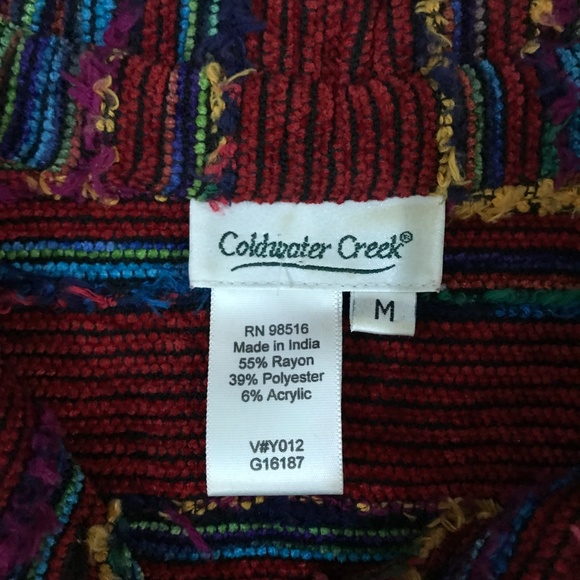 Coldwater Creek®
M
RN 98516
Made in India
55% Rayon
39% Polyester
6% Acrylic
V#Y012
G16187